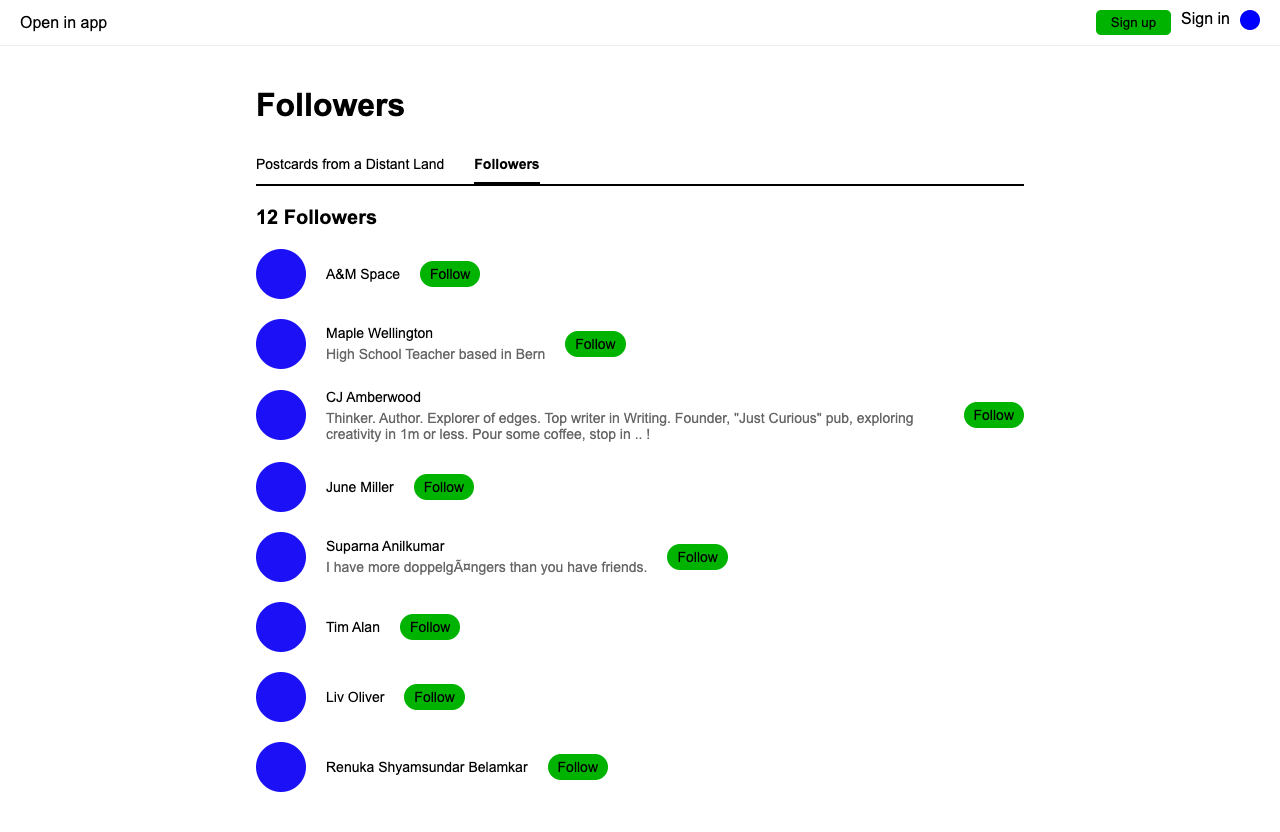 Open in app
Sign up
Sign in
Followers
Postcards from a Distant Land
Followers
12 Followers
A&M Space
Follow
Maple Wellington
High School Teacher based in Bern
Follow
CJ Amberwood
Thinker. Author. Explorer of edges. Top writer in Writing. Founder, "Just Curious" pub, exploring
creativity in 1m or less. Pour some coffee, stop in .. !
Follow
June Miller
Follow
Suparna Anilkumar
I have more doppelgÃ¤ngers than you have friends.
Follow
Tim Alan
Follow
Liv Oliver
Follow
Renuka Shyamsundar Belamkar
Follow